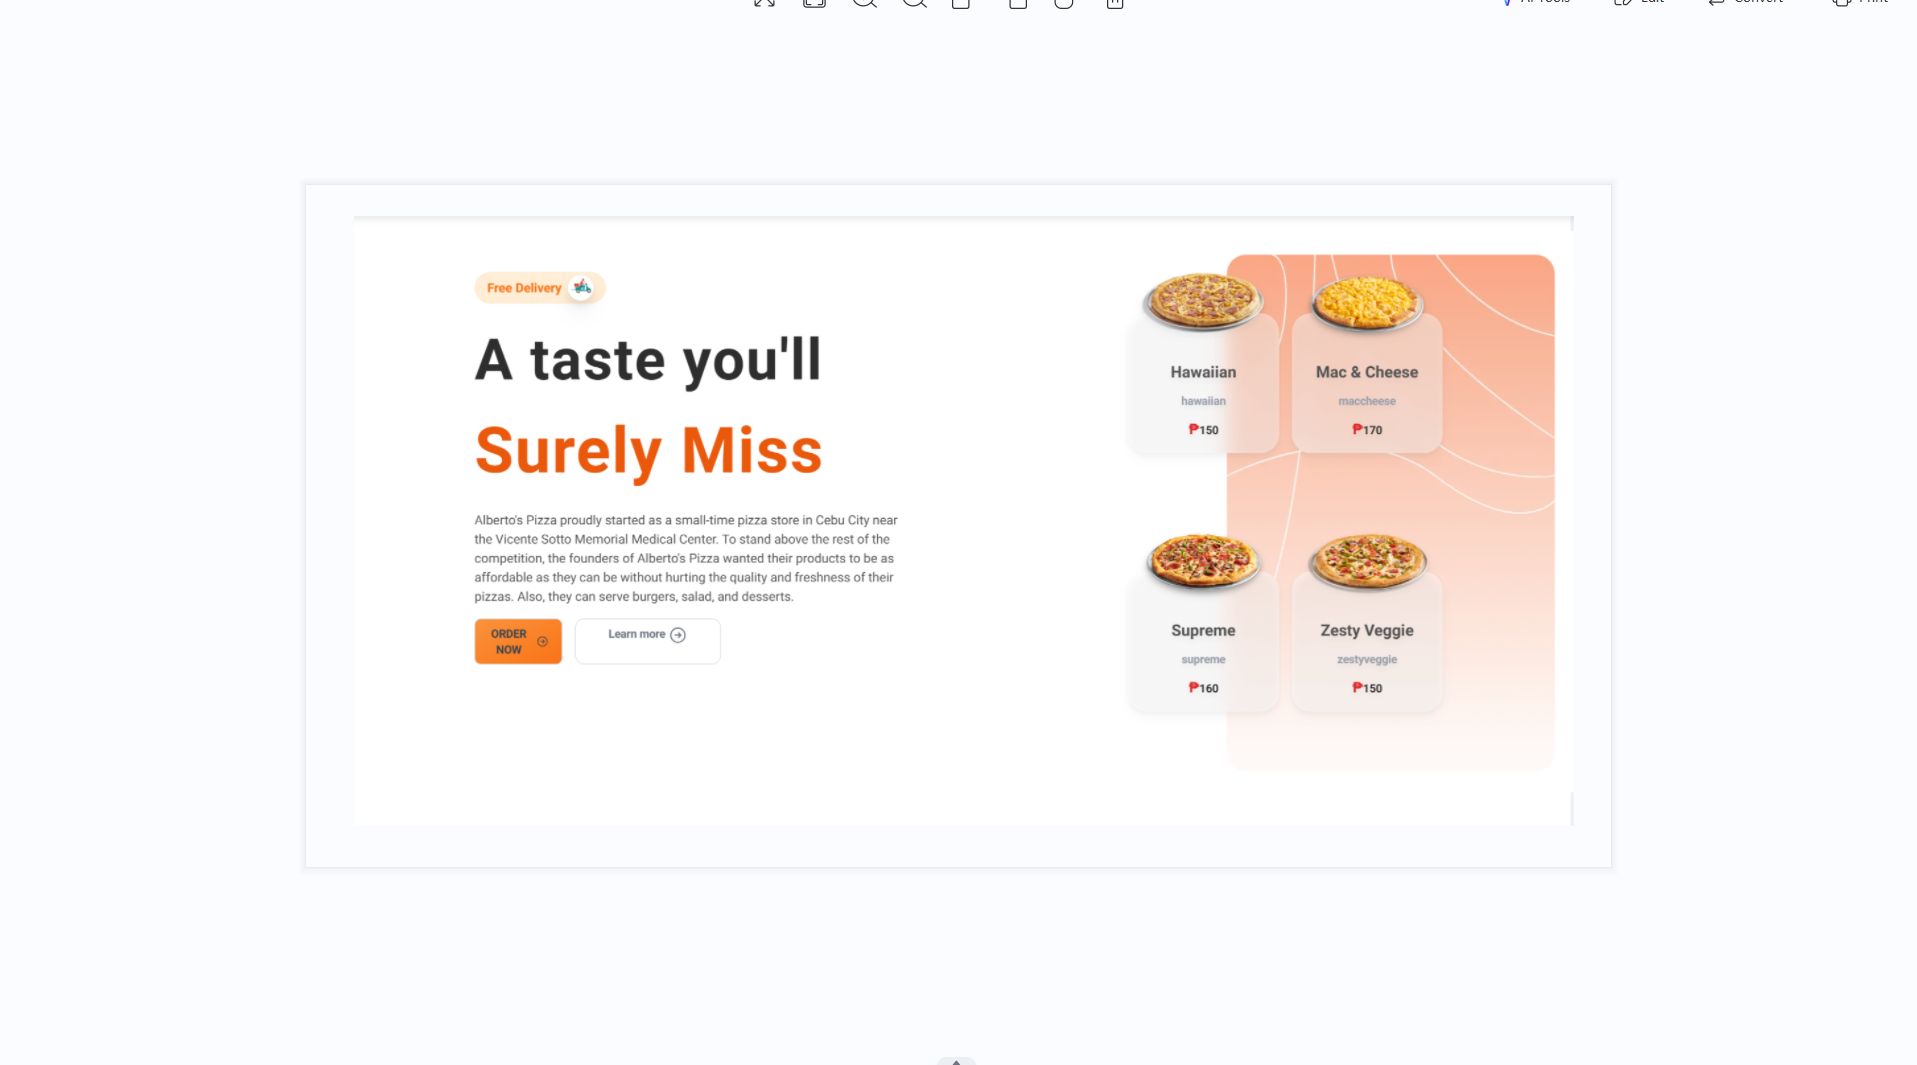 Free Delivery
A taste you'll
Surely Miss
Alberto's Pizza proudly started as a small-time pizza store in Cebu City near
the Vicente Sotto Memorial Medical Center. To stand above the rest of the
competition, the founders of Alberto's Pizza wanted their products to be as
affordable as they can be without hurting the quality and freshness of their
pizzas. Also, they can serve burgers, salad, and desserts.
ORDER
NOW
Learn more
Hawaiian
hawaiian
₱150
Mac & Cheese
maccheese
₱170
Supreme
supreme
₱160
Zesty Veggie
zestyveggie
₱150